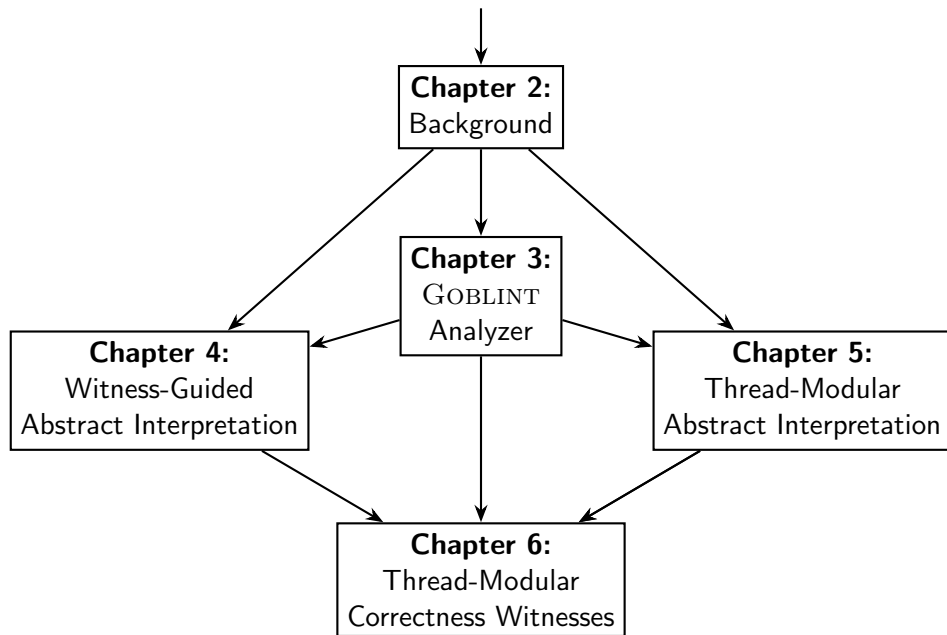 Chapter 2:
Background
Chapter 3:
GOBLINT
Analyzer
Chapter 4:
Witness-Guided
Abstract Interpretation
Chapter 5:
Thread-Modular
Abstract Interpretation
Chapter 6:
Thread-Modular
Correctness Witnesses